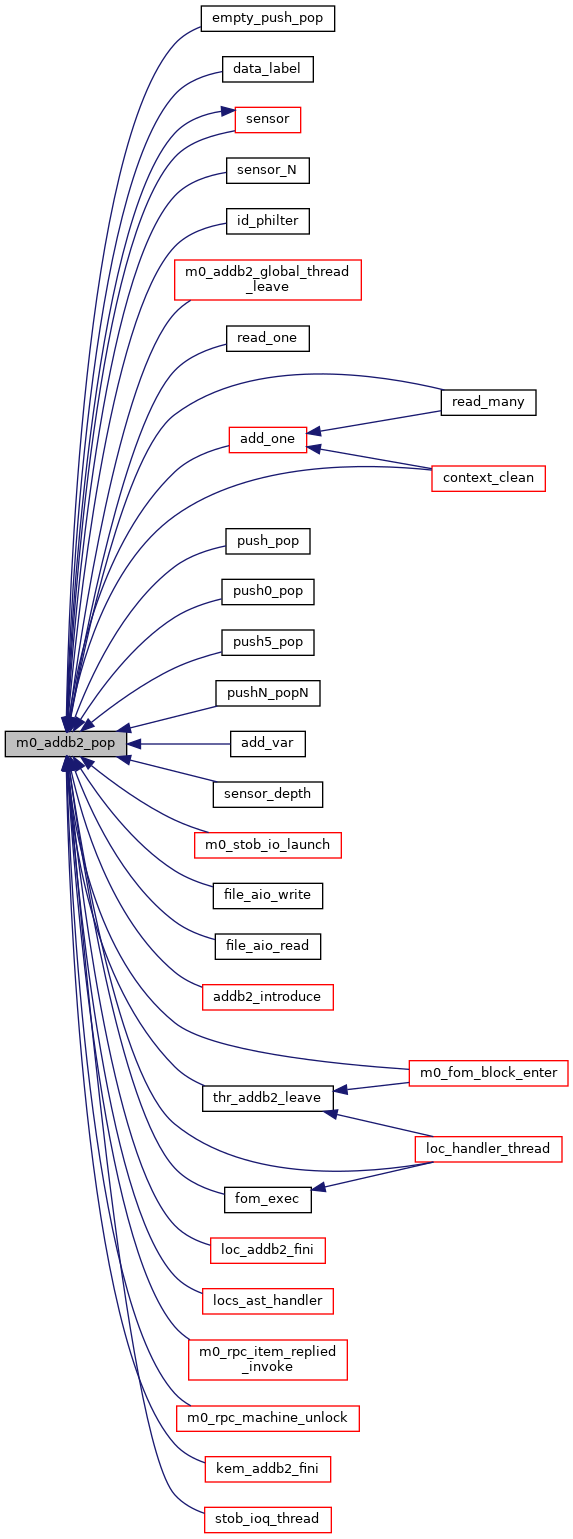 empty_push_pop
data_label
sensor
sensor_N
id_philter
m0_addb2_global_thread
_leave
read_one
read_many
add_one
context_clean
push_pop
push0_pop
push5_pop
pushN_popN
m0_addb2_pop
add_var
sensor_depth
m0_stob_io_launch
file_aio_write
file_aio_read
addb2_introduce
m0_fom_block_enter
thr_addb2_leave
loc_handler_thread
fom_exec
loc_addb2_fini
locs_ast_handler
m0_rpc_item_replied
_invoke
m0_rpc_machine_unlock
kem_addb2_fini
stob_ioq_thread